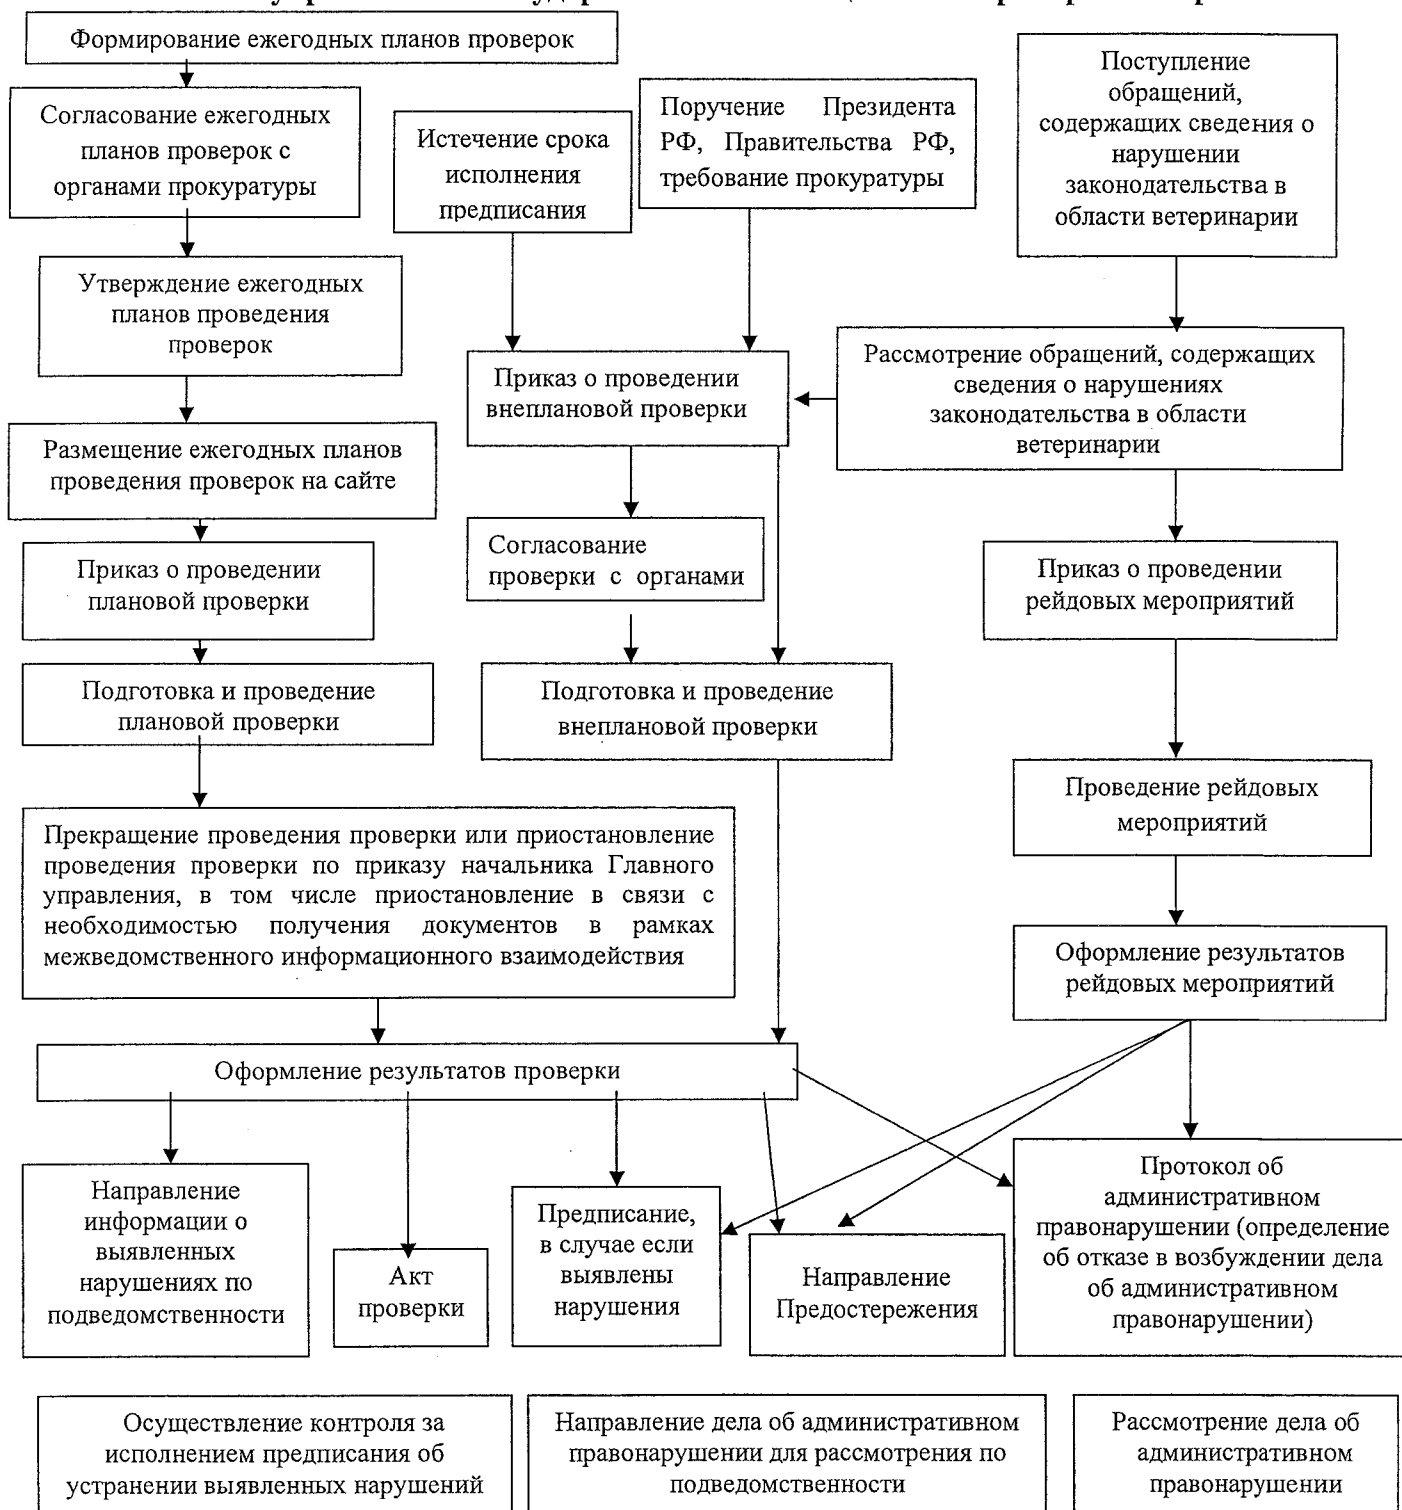 Формирование ежегодных планов проверок
Согласование ежегодных
планов проверок с
органами прокуратуры
Истечение срока
исполнения
предписания
Поручение Президента
РФ, Правительства РФ,
требование прокуратуры
Поступление
обращений,
содержащих сведения о
нарушении
законодательства в
области ветеринарии
Утверждение ежегодных
планов проведения
проверок
Приказ о проведении
внеплановой проверки
Рассмотрение обращений, содержащих
сведения о нарушениях
законодательства в области
ветеринарии
Размещение ежегодных планов
проведения проверок на сайте
Согласование
проверки с органами
Приказ о проведении
плановой проверки
Приказ о проведении
рейдовых мероприятий
Подготовка и проведение
плановой проверки
Подготовка и проведение
внеплановой проверки
Проведение рейдовых
мероприятий
Прекращение проведения проверки или приостановление
проведения проверки по приказу начальника Главного
управления, в том числе приостановление в связи с
необходимостью получения документов в рамках
межведомственного информационного взаимодействия
Оформление результатов
рейдовых мероприятий
Оформление результатов проверки
Направление
информации о
выявленных
нарушениях по
подведомственности
Акт
проверки
Предписание,
в случае если
выявлены
нарушения
Направление
Предостережения
Протокол об
административном
правонарушении (определение
об отказе в возбуждении дела
об административном
правонарушении)
Осуществление контроля за
исполнением предписания об
устранении выявленных нарушений
Направление дела об административном
правонарушении для рассмотрения по
подведомственности
Рассмотрение дела об
административном
правонарушении